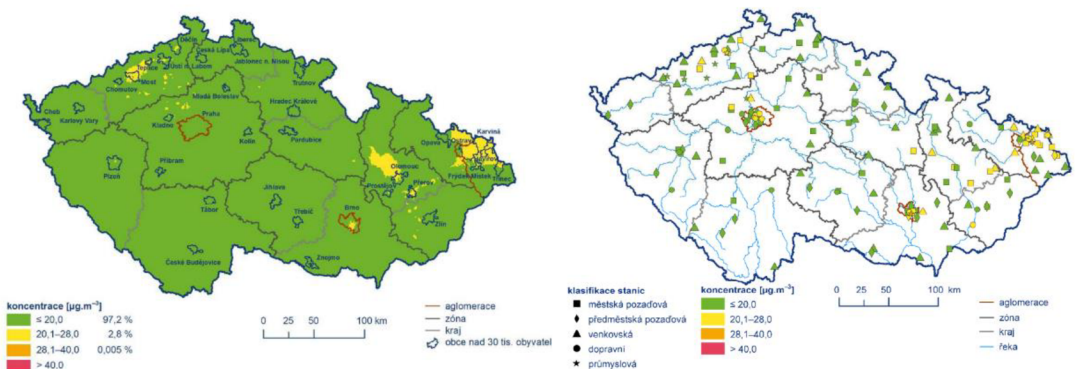 Děčín
Liberec
Teplice
Česká Lípa
Ústí n. Labem
Jablonec n. Nisou
Most
Chomutov
Trutnov
Mladá Boleslav
Cheb
Karlovy Vary
Hradec Králové
Praha
Kladno
Kolín
Pardubice
Opava
Karviná
Plzeň
Příbram
Olomouc
Frýdek-Místek
Třinec
Prostějov
Přerov
Jihlava
Tábor
Třebíč
Brno
Zlín
České Budějovice
Znojmo
koncentrace [µg.m⁻³]
≤ 20,0 97,2 %
20,1–28,0 2,8 %
28,1–40,0 0,005 %
> 40,0
0 25 50 100 km
aglomerace
zóna
kraj
obce nad 30 tis. obyvatel
klasifikace stanic
městská pozaďová
předměstská pozaďová
venkovská
dopravní
průmyslová
koncentrace [µg.m⁻³]
≤ 20,0
20,1–28,0
28,1–40,0
> 40,0
0 25 50 100 km
aglomerace
zóna
kraj
řeka